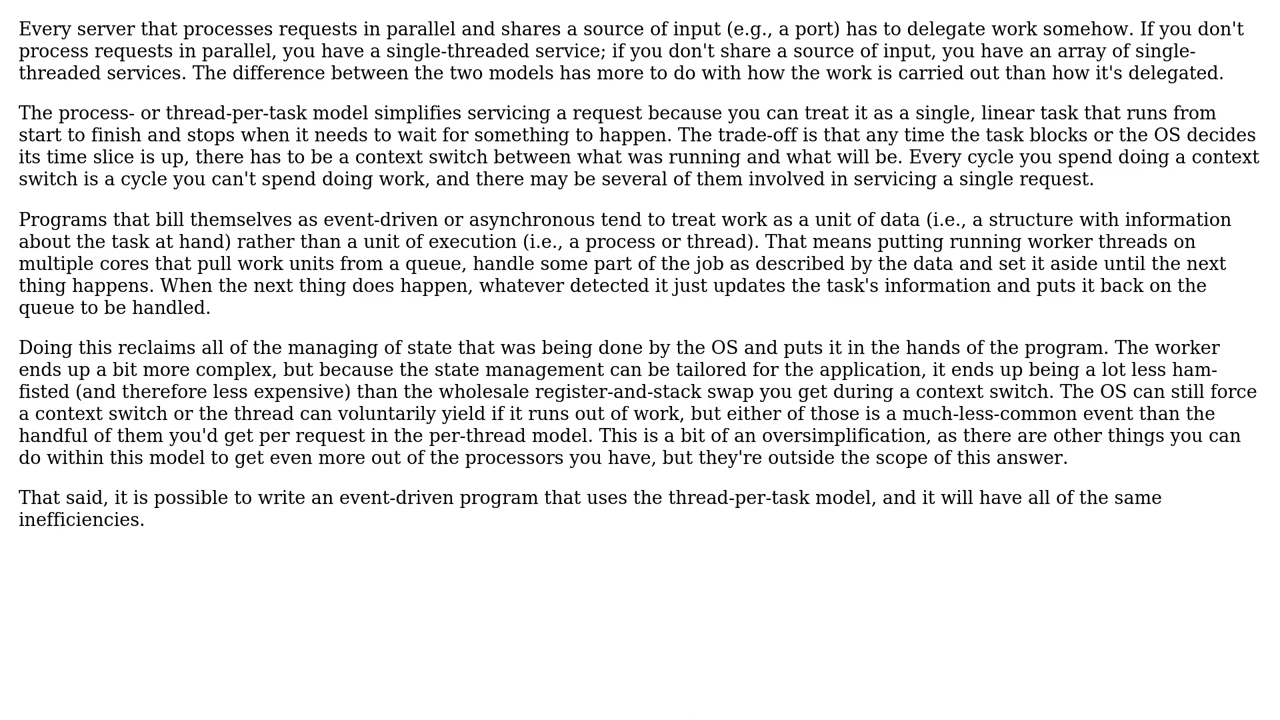 Every server that processes requests in parallel and shares a source of input (e.g., a port) has to delegate work somehow. If you don't
process requests in parallel, you have a single-threaded service; if you don't share a source of input, you have an array of single-
threaded services. The difference between the two models has more to do with how the work is carried out than how it's delegated.
The process- or thread-per-task model simplifies servicing a request because you can treat it as a single, linear task that runs from
start to finish and stops when it needs to wait for something to happen. The trade-off is that any time the task blocks or the OS decides
its time slice is up, there has to be a context switch between what was running and what will be. Every cycle you spend doing a context
switch is a cycle you can't spend doing work, and there may be several of them involved in servicing a single request.
Programs that bill themselves as event-driven or asynchronous tend to treat work as a unit of data (i.e., a structure with information
about the task at hand) rather than a unit of execution (i.e., a process or thread). That means putting running worker threads on
multiple cores that pull work units from a queue, handle some part of the job as described by the data and set it aside until the next
thing happens. When the next thing does happen, whatever detected it just updates the task's information and puts it back on the
queue to be handled.
Doing this reclaims all of the managing of state that was being done by the OS and puts it in the hands of the program. The worker
ends up a bit more complex, but because the state management can be tailored for the application, it ends up being a lot less ham-
fisted (and therefore less expensive) than the wholesale register-and-stack swap you get during a context switch. The OS can still force
a context switch or the thread can voluntarily yield if it runs out of work, but either of those is a much-less-common event than the
handful of them you'd get per request in the per-thread model. This is a bit of an oversimplification, as there are other things you can
do within this model to get even more out of the processors you have, but they're outside the scope of this answer.
That said, it is possible to write an event-driven program that uses the thread-per-task model, and it will have all of the same
inefficiencies.